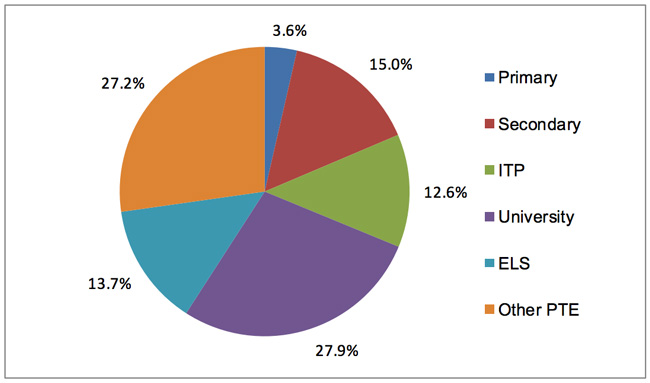 3.6%
15.0%
12.6%
27.9%
13.7%
27.2%
Primary
Secondary
ITP
University
ELS
Other PTE